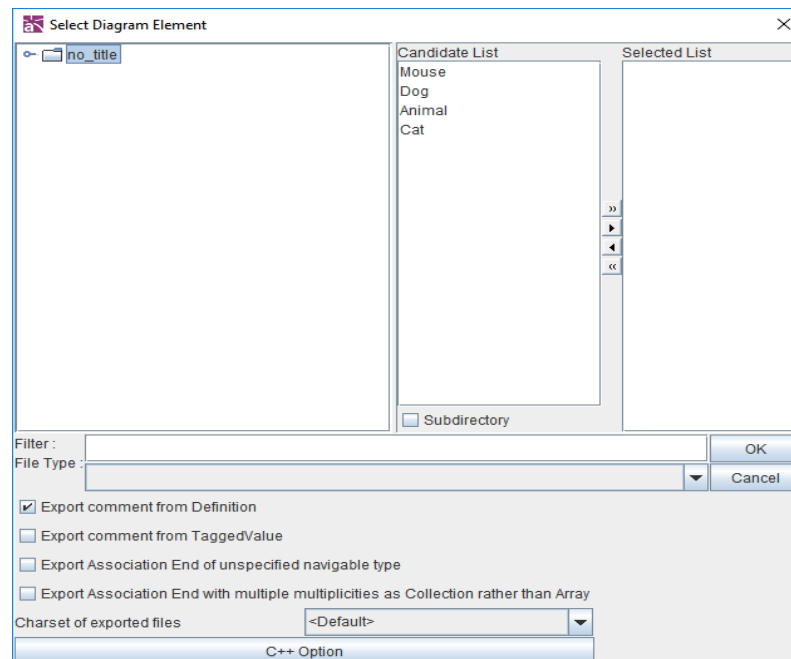 Select Diagram Element
no_title
Candidate List
Selected List
Mouse
Dog
Animal
Cat
Subdirectory
Filter :
OK
File Type :
Cancel
Export comment from Definition
Export comment from TaggedValue
Export Association End of unspecified navigable type
Export Association End with multiple multiplicities as Collection rather than Array
Charset of exported files
<Default>
C++ Option